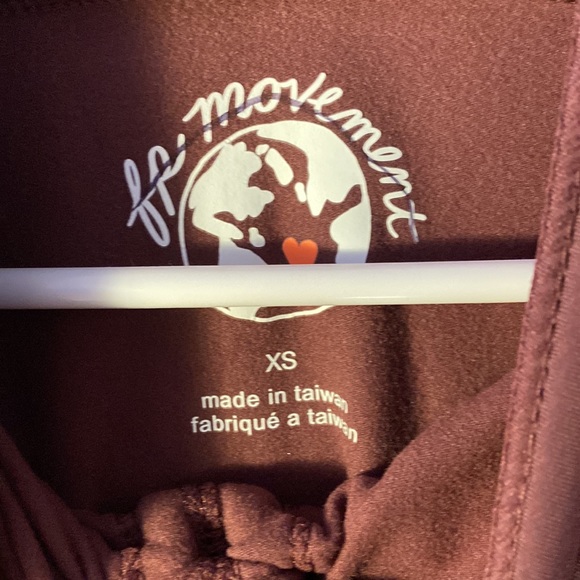 fp movement
XS
made in taiwan
fabriqué a taiwan